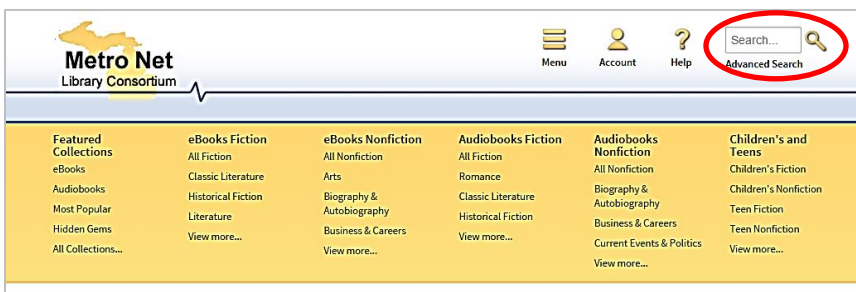 Metro Net
Library Consortium
Menu
Account
Help
Search...
Advanced Search
Featured
Collections
eBooks
Audiobooks
Most Popular
Hidden Gems
All Collections...
eBooks Fiction
All Fiction
Classic Literature
Historical Fiction
Literature
View more...
eBooks Nonfiction
All Nonfiction
Arts
Biography &
Autobiography
Business & Careers
View more...
Audiobooks Fiction
All Fiction
Romance
Classic Literature
Historical Fiction
View more...
Audiobooks
Nonfiction
All Nonfiction
Biography &
Autobiography
Business & Careers
Current Events & Politics
View more...
Children's and
Teens
Children's Fiction
Children's Nonfiction
Teen Fiction
Teen Nonfiction
View more...